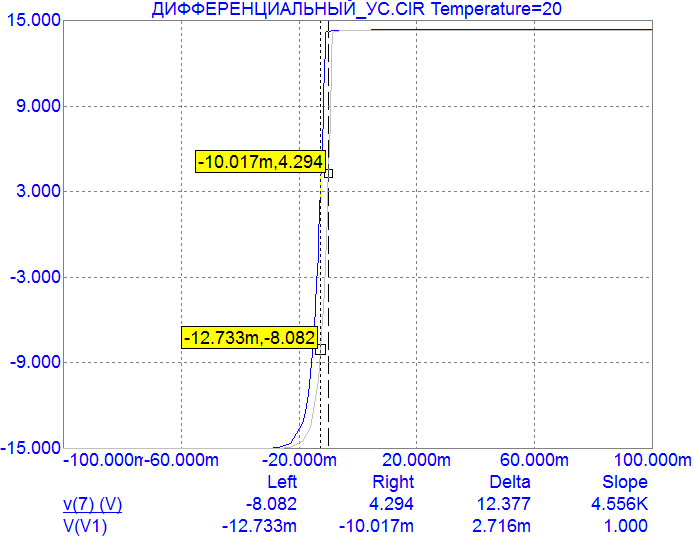 ДИФФЕРЕНЦИАЛЬНЫЙ_УС.CIR Temperature=20
15.000
9.000
-10.017m,4.294
3.000
-3.000
-12.733m,-8.082
-9.000
-15.000
-100.000m -60.000m -20.000m 20.000m 60.000m 100.000m
Left Right Delta Slope
v(7) (V) -8.082 4.294 12.377 4.556K
V(V1) -12.733m -10.017m 2.716m 1.000